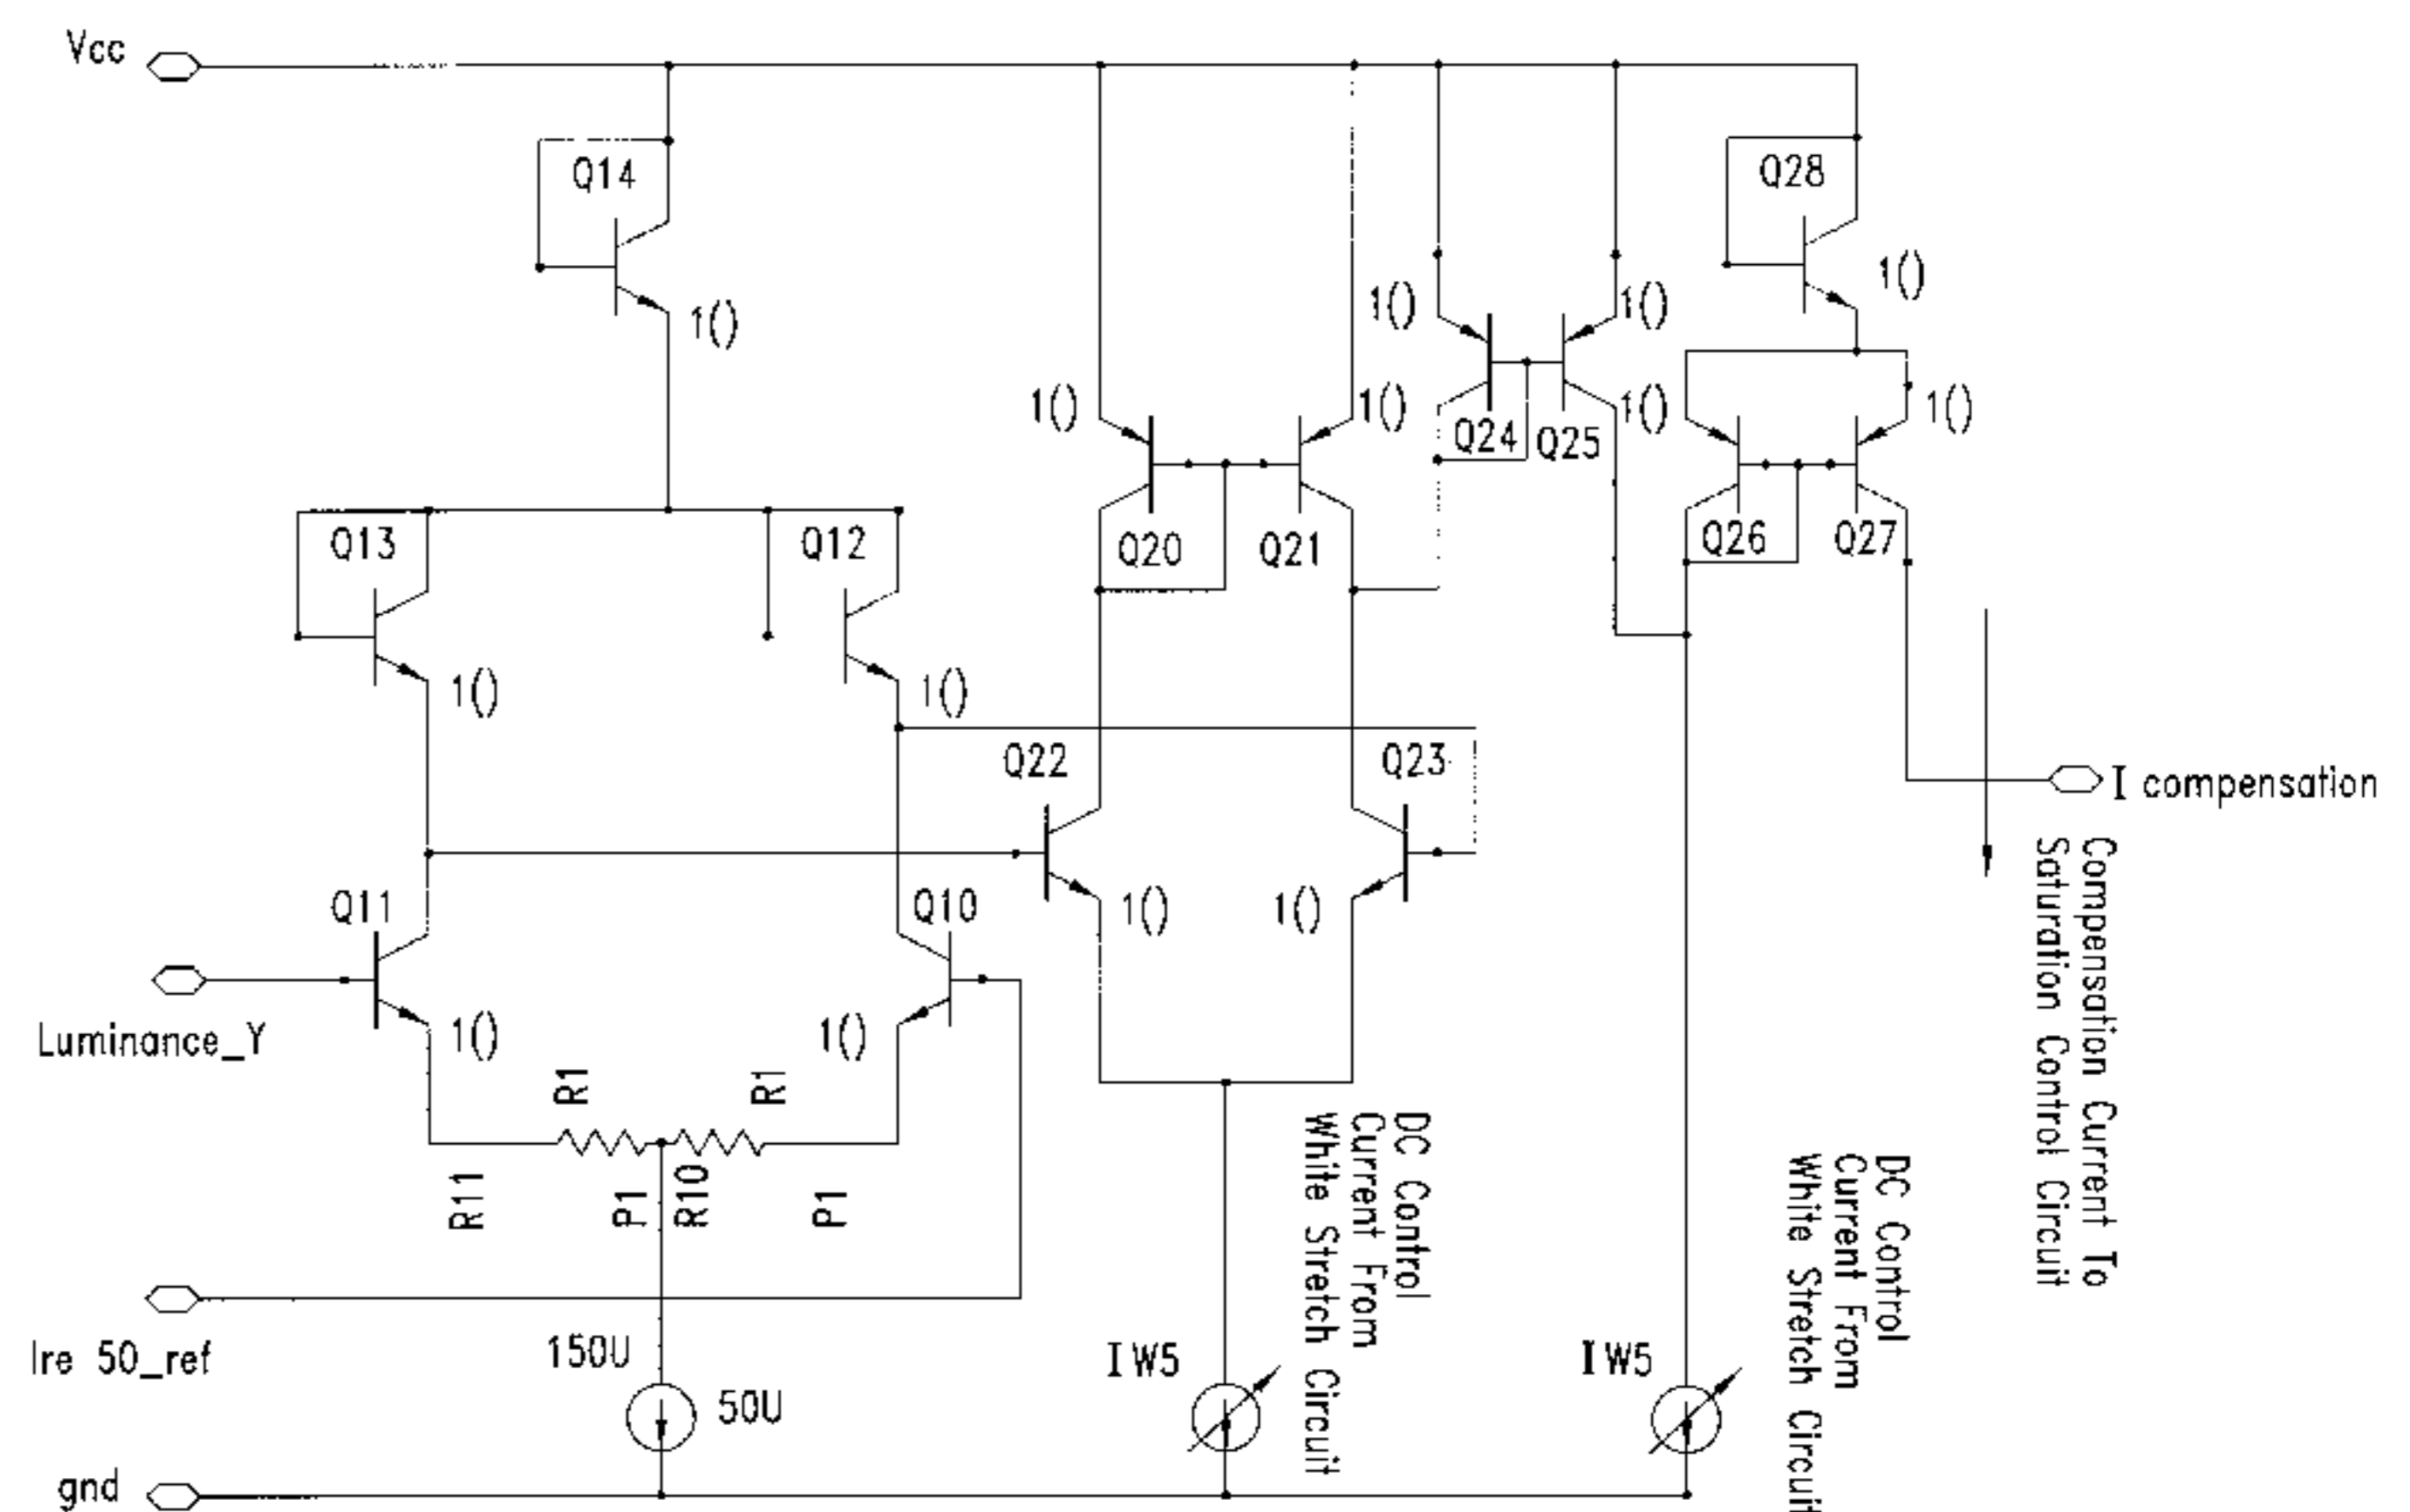 Vcc
Q14
Q28
1()
1()
1()
1()
1()
1()
1()
1()
Q24
Q25
Q13
Q12
Q20
Q21
Q26
Q27
1()
1()
Q22
Q23
I compensation
Q11
Q10
1()
1()
Luminance_Y
1()
1()
R1
R1
R11
P1
R10
P1
Compensation Current To
Saturation Control Circuit
DC Control
Current From
White Stretch Circuit
DC Control
Current From
White Stretch Circuit
Ire 50_ref
150U
50U
I W5
I W5
gnd